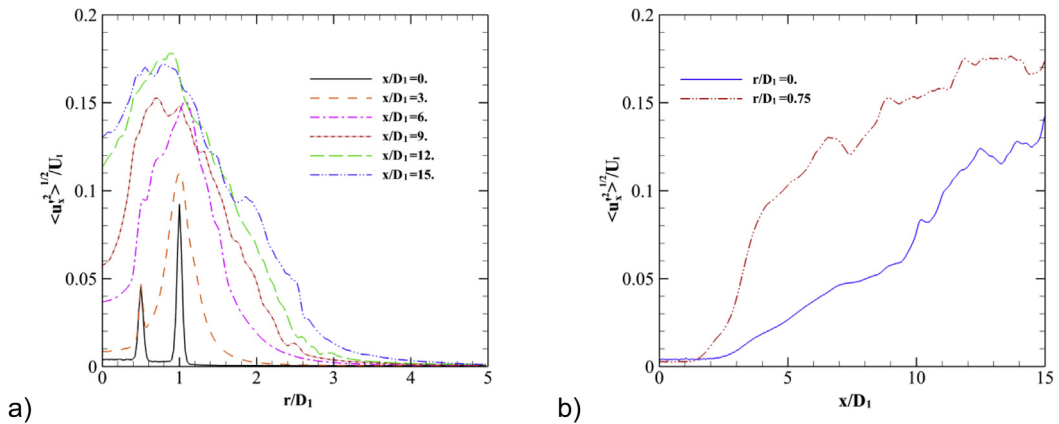 0.2
0.15
0.1
0.05
0
<u'x2>1/2/U1
x/D1=0.
x/D1=3.
x/D1=6.
x/D1=9.
x/D1=12.
x/D1=15.
0 1 2 3 4 5
r/D1
a)
0.2
0.15
0.1
0.05
0
<u'x2>1/2/U1
r/D1=0.
r/D1=0.75
0 5 10 15
x/D1
b)